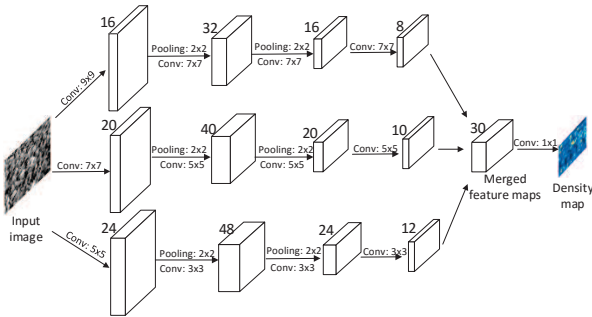 16
32
16
8
Pooling: 2x2
Conv: 7x7
Pooling: 2x2
Conv: 7x7
Conv: 7x7
Conv: 9x9
20
40
20
10
30
Conv: 7x7
Pooling: 2x2
Conv: 5x5
Pooling: 2x2
Conv: 5x5
Conv: 5x5
Conv: 1x1
Merged
feature maps
Density
map
Input
image
Conv: 5x5
24
48
24
12
Pooling: 2x2
Conv: 3x3
Pooling: 2x2
Conv: 3x3
Conv: 3x3